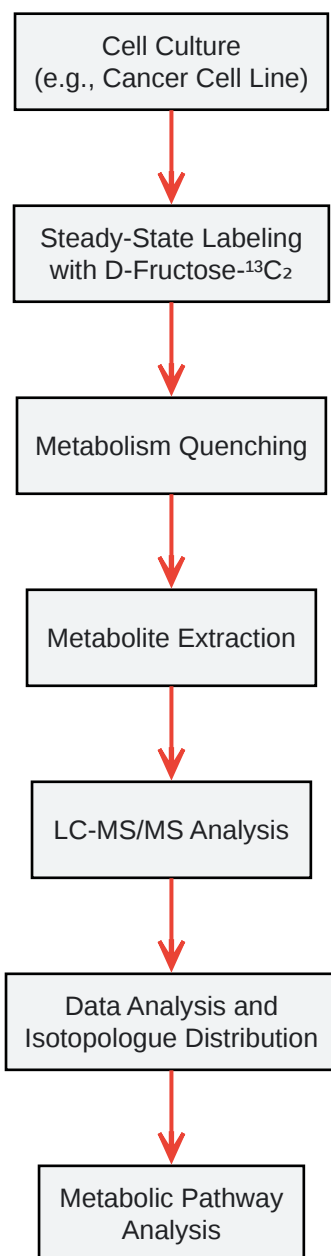 Cell Culture
(e.g., Cancer Cell Line)
Steady-State Labeling
with D-Fructose-¹³C₂
Metabolism Quenching
Metabolite Extraction
LC-MS/MS Analysis
Data Analysis and
Isotopologue Distribution
Metabolic Pathway
Analysis